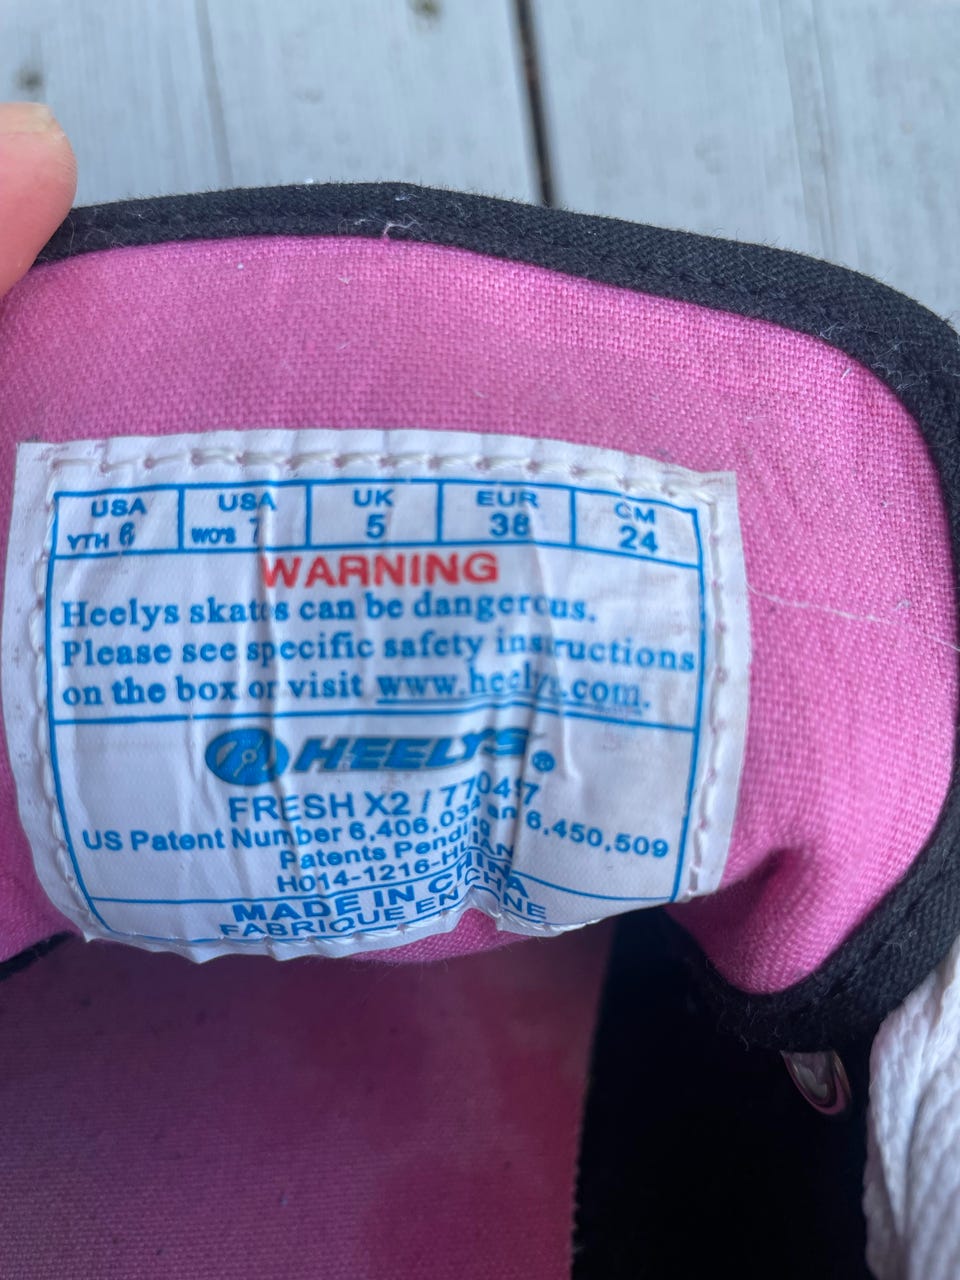 USA USA UK EUR CM
YTH 6 WO'S 7 5 38 24
WARNING
Heelys skates can be dangerous.
Please see specific safety instructions
on the box or visit www.heelys.com.
HEELYS®
FRESH X2 / 770497
US Patent Number 6,406,038 and 6,450,509
Patents Pending
H014-1216-
MADE IN CHINA
FABRIQUE EN CHINE